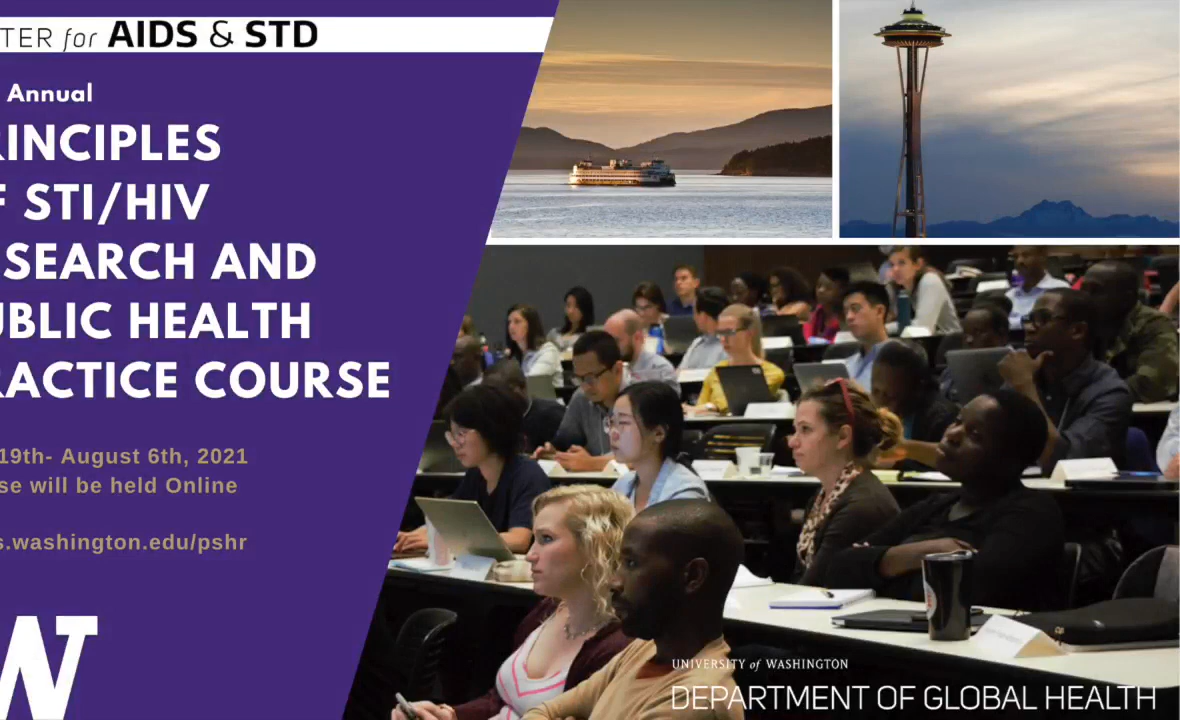 TER for AIDS & STD
Annual
RINCIPLES
F STI/HIV
SEARCH AND
UBLIC HEALTH
RACTICE COURSE
19th- August 6th, 2021
se will be held Online
s.washington.edu/pshr
W
UNIVERSITY of WASHINGTON
DEPARTMENT OF GLOBAL HEALTH